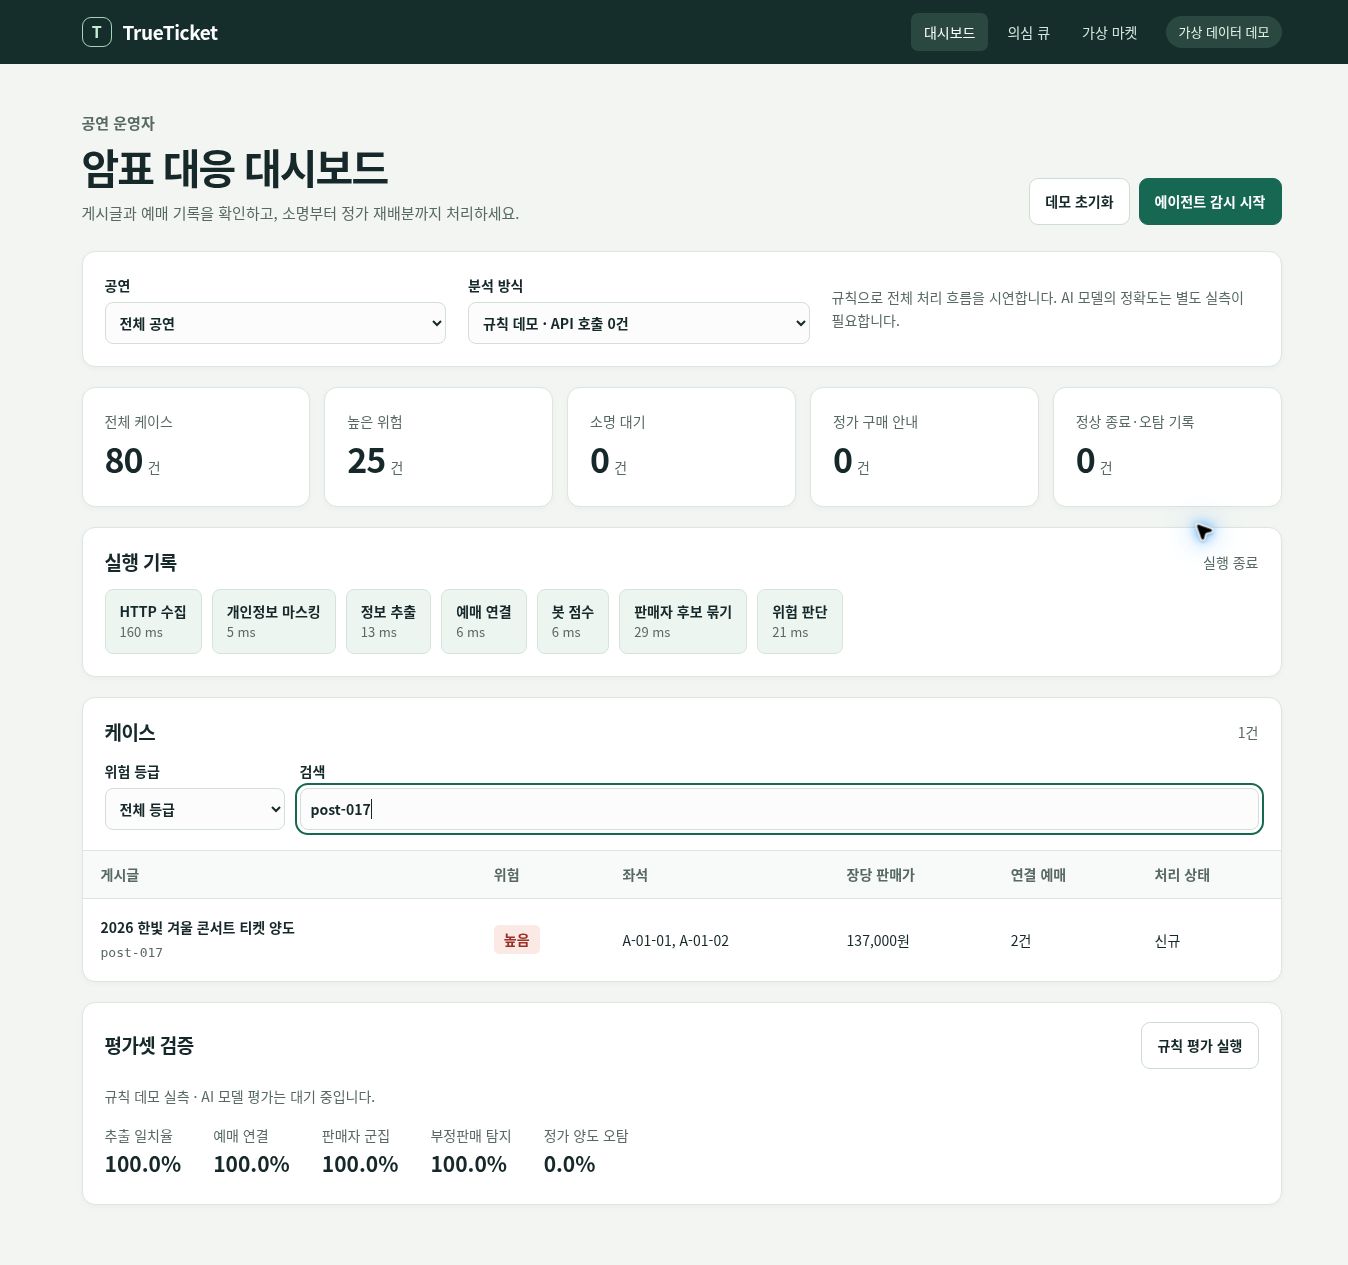 T TrueTicket
대시보드 의심 큐 가상 마켓 가상 데이터 데모
공연 운영자
암표 대응 대시보드
게시글과 예매 기록을 확인하고, 소명부터 정가 재배분까지 처리하세요.
데모 초기화 에이전트 감시 시작
공연 분석 방식
전체 공연 규칙 데모 · API 호출 0건
규칙으로 전체 처리 흐름을 시연합니다. AI 모델의 정확도는 별도 실측이
필요합니다.
전체 케이스 높은 위험 소명 대기 정가 구매 안내 정상 종료·오탐 기록
80 건 25 건 0 건 0 건 0 건
실행 기록 실행 종료
HTTP 수집 개인정보 마스킹 정보 추출 예매 연결 봇 점수 판매자 후보 묶기 위험 판단
160 ms 5 ms 13 ms 6 ms 6 ms 29 ms 21 ms
케이스 1건
위험 등급 검색
전체 등급 post-017
게시글 위험 좌석 장당 판매가 연결 예매 처리 상태
2026 한빛 겨울 콘서트 티켓 양도
post-017
높음 A-01-01, A-01-02 137,000원 2건 신규
평가셋 검증 규칙 평가 실행
규칙 데모 실측 · AI 모델 평가는 대기 중입니다.
추출 일치율 예매 연결 판매자 군집 부정판매 탐지 정가 양도 오탐
100.0% 100.0% 100.0% 100.0% 0.0%